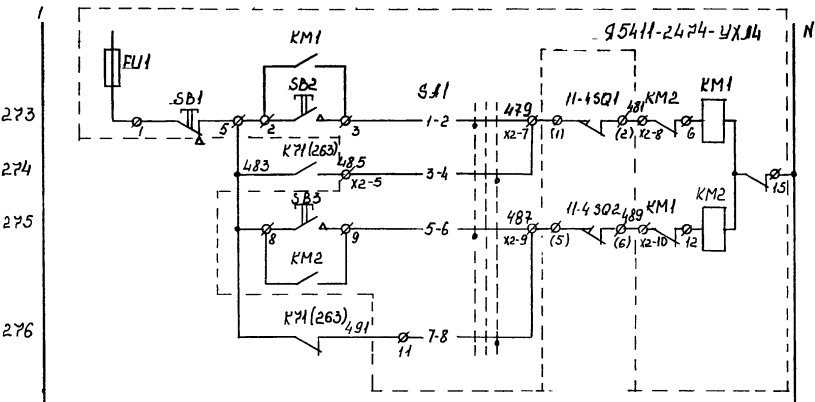 1
Я5411-2474-УХЛ4
N
FU1
KM1
SB1
SB2
SA1
11-4SQ1
KM2
KM1
273
1
5
2
3
1-2
479
X2-7
(1)
(2)
481
X2-8
6
274
483
K71(263)
485
X2-5
3-4
15
275
SB3
8
9
5-6
487
X2-9
(5)
11-4SQ2
(6)
489
X2-10
KM1
12
KM2
KM2
276
K71(263)
491
11
7-8